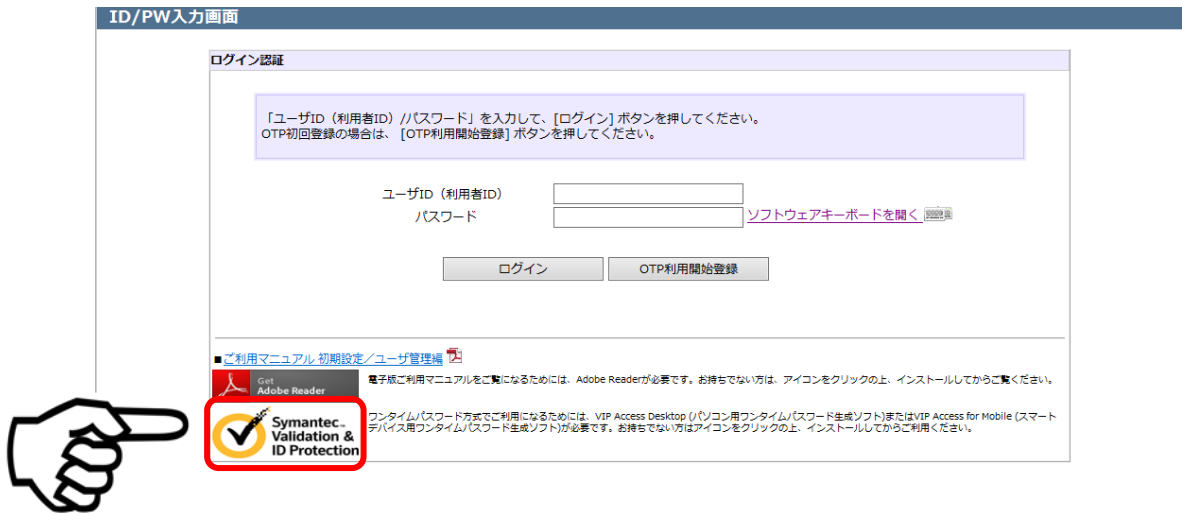 ID/PW入力画面
ログイン認証
「ユーザID（利用者ID）/パスワード」を入力して、[ログイン] ボタンを押してください。
OTP初回登録の場合は、 [OTP利用開始登録] ボタンを押してください。
ユーザID（利用者ID）
パスワード
ソフトウェアキーボードを開く
ログイン
OTP利用開始登録
■ご利用マニュアル 初期設定／ユーザ管理編
Get
Adobe Reader
電子版ご利用マニュアルをご覧になるためには、Adobe Readerが必要です。お持ちでない方は、アイコンをクリックの上、インストールしてからご覧ください。
Symantec™
Validation &
ID Protection
ワンタイムパスワード方式でご利用になるためには、VIP Access Desktop (パソコン用ワンタイムパスワード生成ソフト)またはVIP Access for Mobile (スマート
デバイス用ワンタイムパスワード生成ソフト)が必要です。お持ちでない方はアイコンをクリックの上、インストールしてからご利用ください。